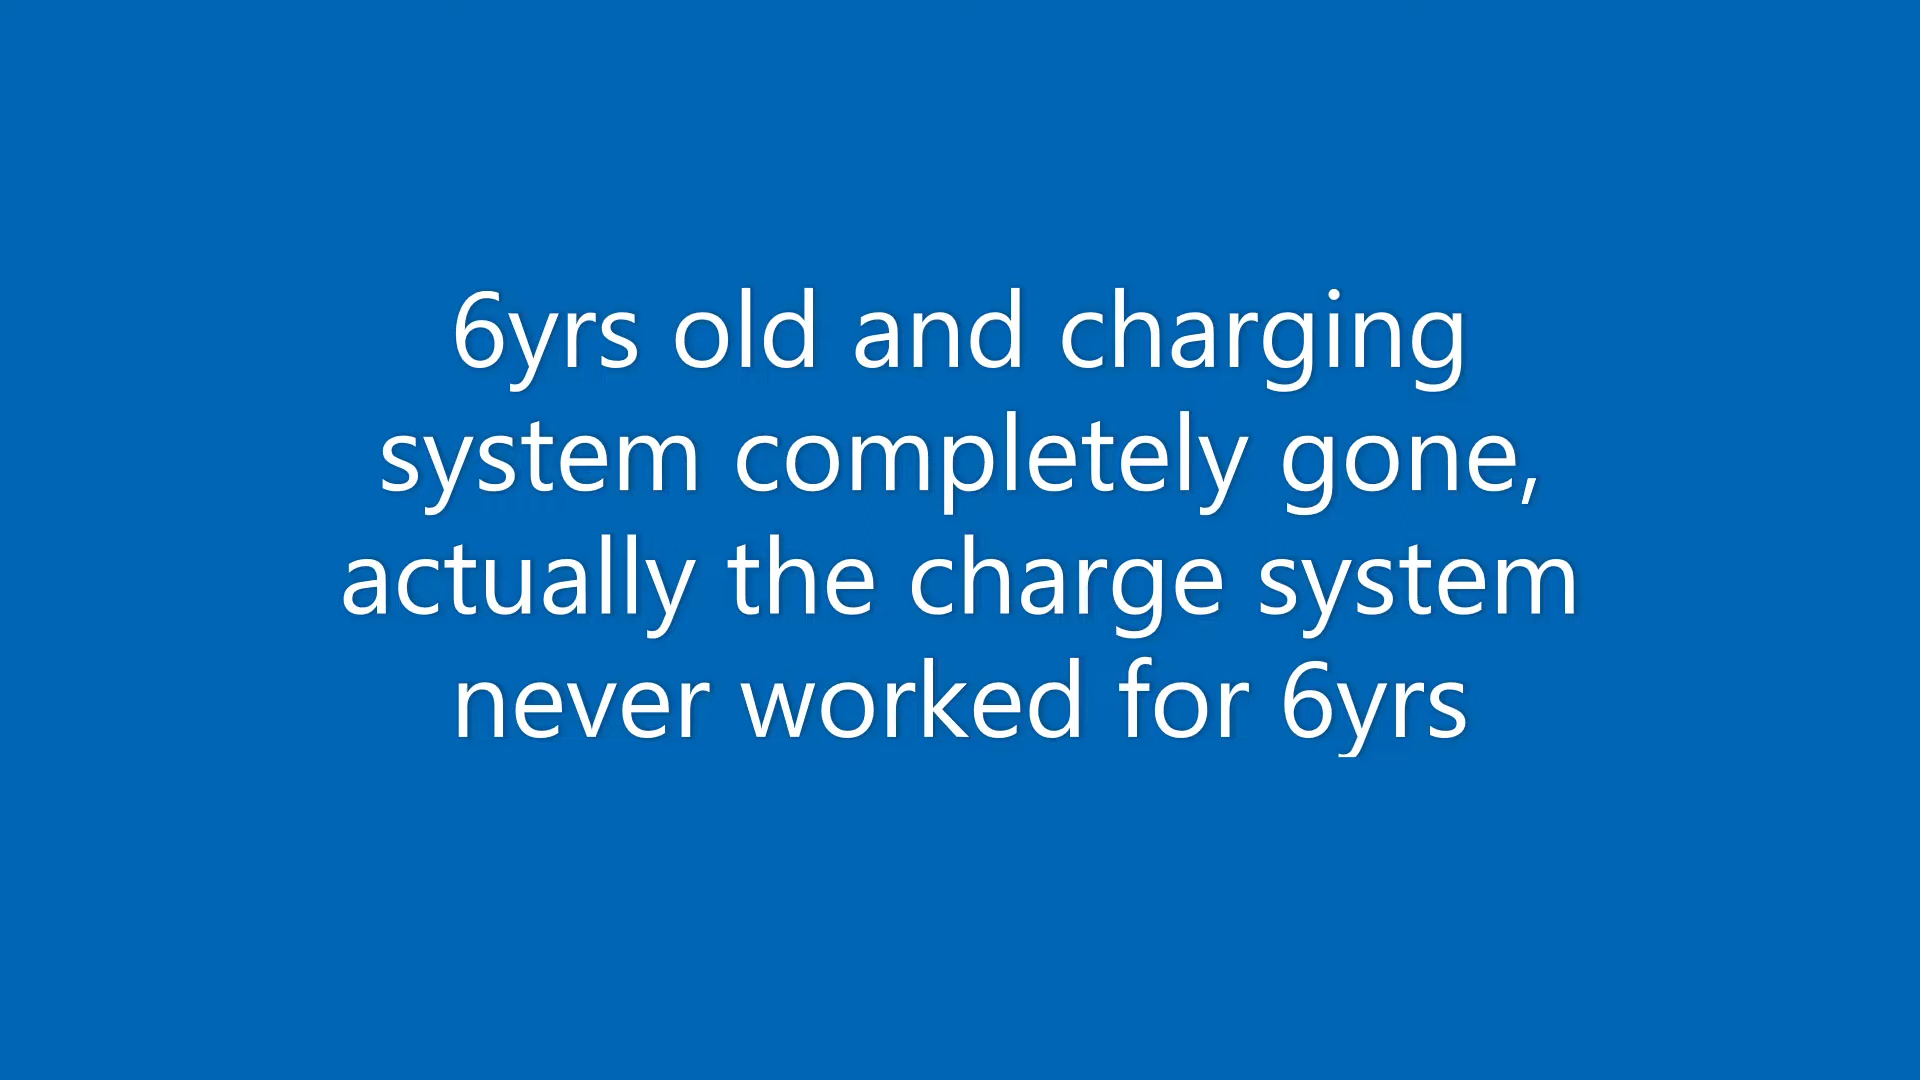 6yrs old and charging
system completely gone,
actually the charge system
never worked for 6yrs